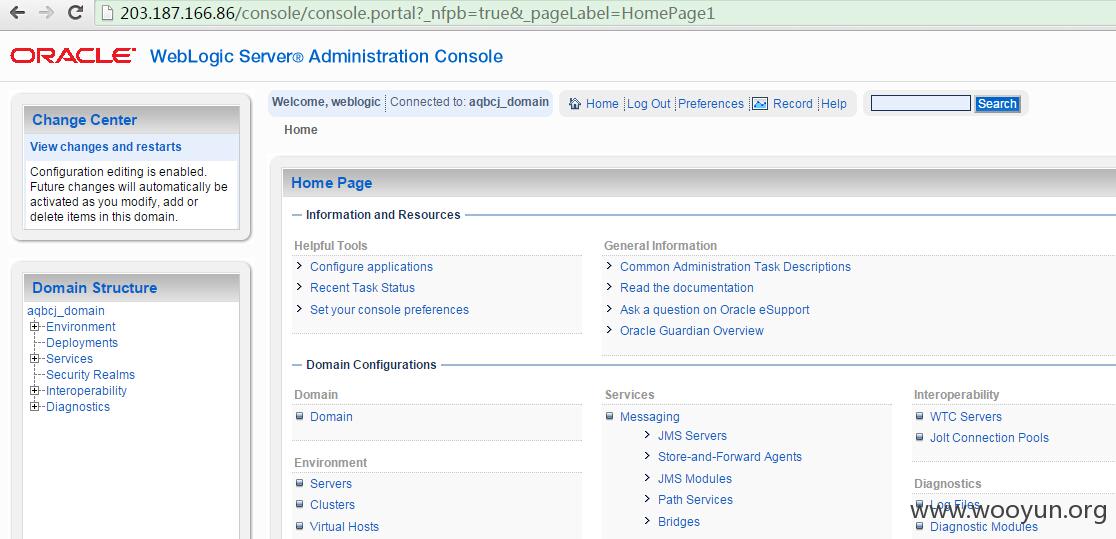 203.187.166.86/console/console.portal?_nfpb=true&_pageLabel=HomePage1
ORACLE WebLogic Server® Administration Console
Change Center
View changes and restarts
Configuration editing is enabled.
Future changes will automatically be
activated as you modify, add or
delete items in this domain.
Domain Structure
aqbcj_domain
Environment
Deployments
Services
Security Realms
Interoperability
Diagnostics
Welcome, weblogic Connected to: aqbcj_domain
Home Log Out Preferences Record Help
Search
Home
Home Page
Information and Resources
Helpful Tools
Configure applications
Recent Task Status
Set your console preferences
General Information
Common Administration Task Descriptions
Read the documentation
Ask a question on Oracle eSupport
Oracle Guardian Overview
Domain Configurations
Domain
Domain
Environment
Servers
Clusters
Virtual Hosts
Services
Messaging
JMS Servers
Store-and-Forward Agents
JMS Modules
Path Services
Bridges
Interoperability
WTC Servers
Jolt Connection Pools
Diagnostics
Log Files
Diagnostic Modules
www.wooyun.org